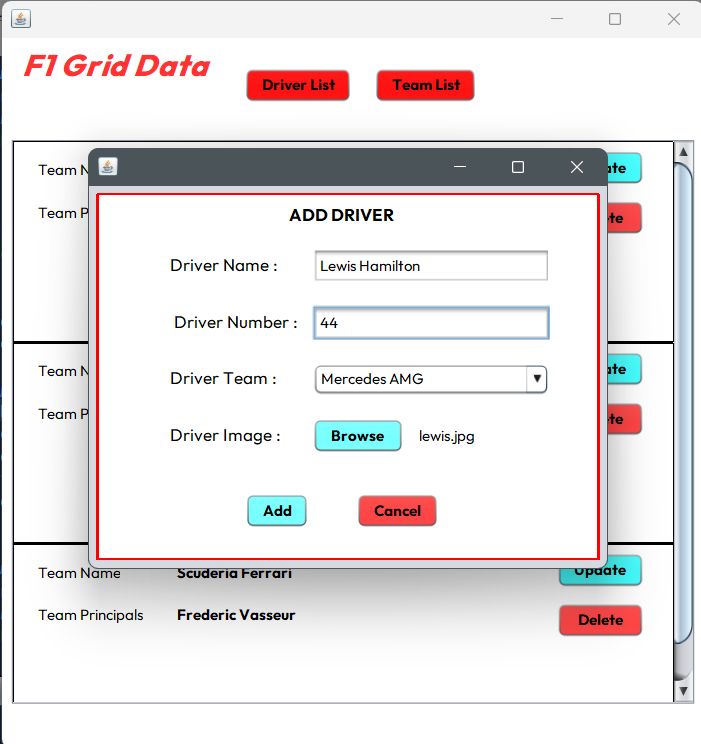 F1 Grid Data
Driver List
Team List
Team N
Team P
ADD DRIVER
Driver Name :
Lewis Hamilton
Driver Number :
44
Driver Team :
Mercedes AMG
Driver Image :
Browse
lewis.jpg
Add
Cancel
ate
ete
Team N
Team P
ate
ete
Team Name
Scuderia Ferrari
Update
Team Principals
Frederic Vasseur
Delete